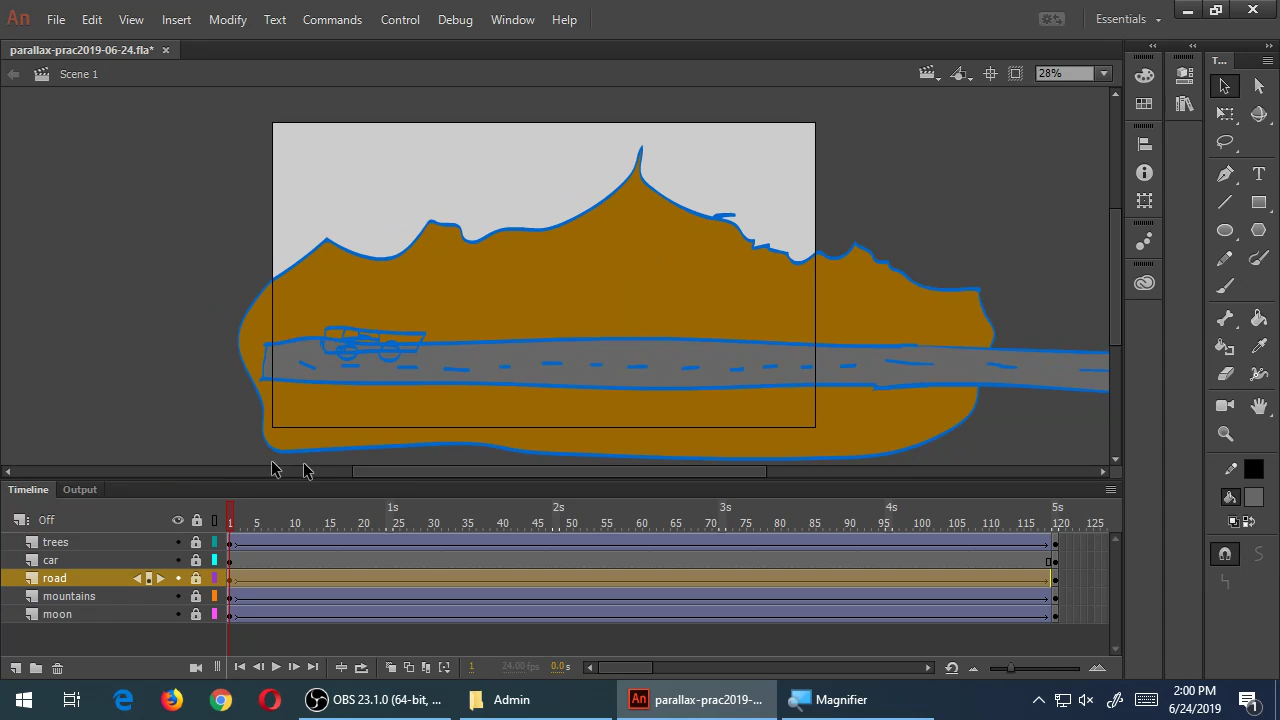 An File Edit View Insert Modify Text Commands Control Debug Window Help Essentials
parallax-prac2019-06-24.fla* ×
Scene 1 28% T...
Timeline Output
1s 2s 3s 4s 5s
Off 1 5 10 15 20 25 30 35 40 45 50 55 60 65 70 75 80 85 90 95 100 105 110 115 120 125
trees
car
road
mountains
moon
1 24.00 fps 0.0 s
OBS 23.1.0 (64-bit, ... Admin An parallax-prac2019-... Magnifier
2:00 PM
6/24/2019 1